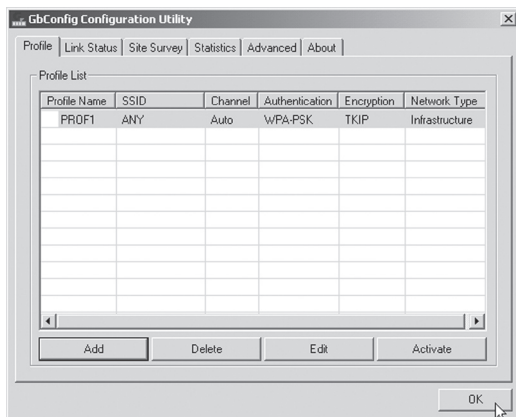 GbConfig Configuration Utility
Profile Link Status Site Survey Statistics Advanced About
Profile List
Profile Name SSID Channel Authentication Encryption Network Type
PROF1 ANY Auto WPA-PSK TKIP Infrastructure
Add Delete Edit Activate
OK